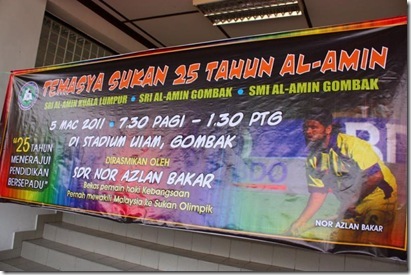 TEMASYA SUKAN 25 TAHUN AL-AMIN
SRI AL-AMIN KUALA LUMPUR • SRI AL-AMIN GOMBAK • SMI AL-AMIN GOMBAK
5 MAC 2011 • 7.30 PAGI - 1.30 PTG
DI STADIUM UIAM, GOMBAK
DIRASMIKAN OLEH
SDR NOR AZLAN BAKAR
Bekas pemain hoki Kebangsaan
Pernah mewakili Malaysia ke Sukan Olimpik
"25 TAHUN
MENERAJUI
PENDIDIKAN
BERSEPADU"
NOR AZLAN BAKAR